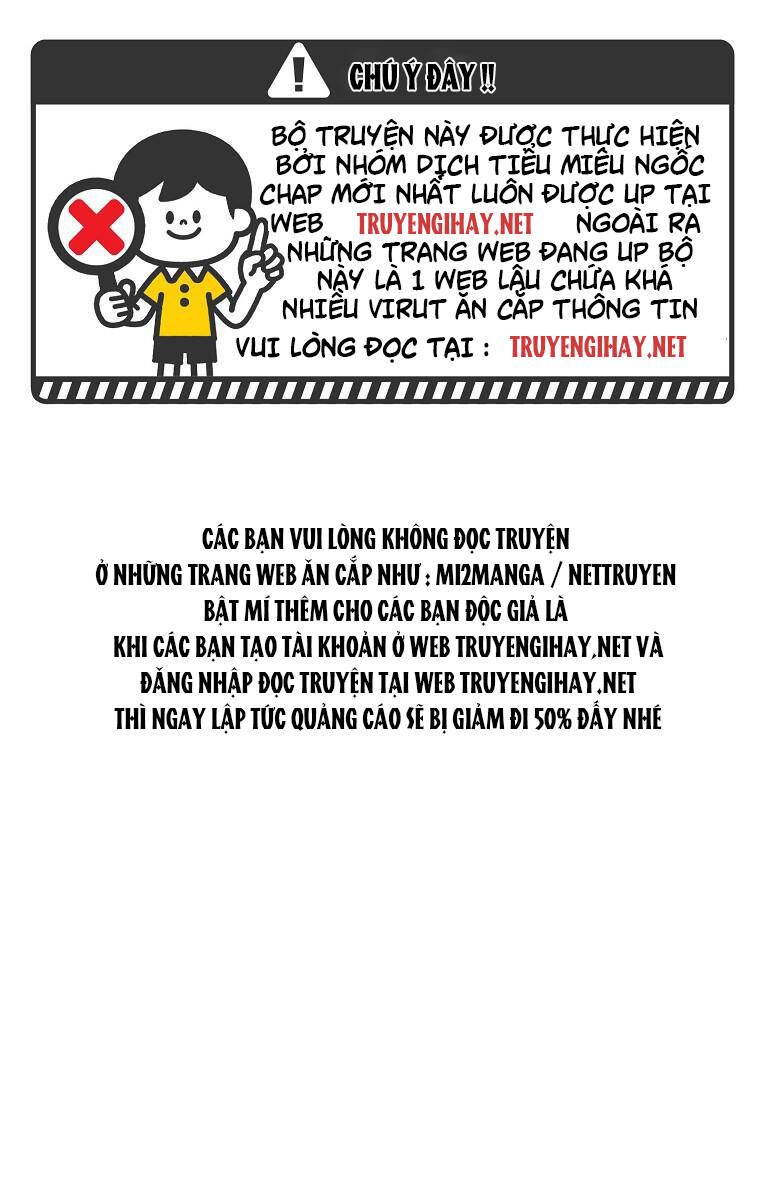 CHÚ Ý ĐÂY !!
BỘ TRUYỆN NÀY ĐƯỢC THỰC HIỆN
BỞI NHÓM DỊCH TIỂU MIÊU NGỐC
CHAP MỚI NHẤT LUÔN ĐƯỢC UP TẠI
WEB TRUYENGIHAY.NET NGOÀI RA
NHỮNG TRANG WEB ĐANG UP BỘ
NÀY LÀ 1 WEB LẬU CHỨA KHÁ
NHIỀU VIRUT ĂN CẮP THÔNG TIN
VUI LÒNG ĐỌC TẠI : TRUYENGIHAY.NET
CÁC BẠN VUI LÒNG KHÔNG ĐỌC TRUYỆN
Ở NHỮNG TRANG WEB ĂN CẮP NHƯ : MI2MANGA / NETTRUYEN
BẬT MÍ THÊM CHO CÁC BẠN ĐỘC GIẢ LÀ
KHI CÁC BẠN TẠO TÀI KHOẢN Ở WEB TRUYENGIHAY.NET VÀ
ĐĂNG NHẬP ĐỌC TRUYỆN TẠI WEB TRUYENGIHAY.NET
THÌ NGAY LẬP TỨC QUẢNG CÁO SẼ BỊ GIẢM ĐI 50% ĐẤY NHÉ